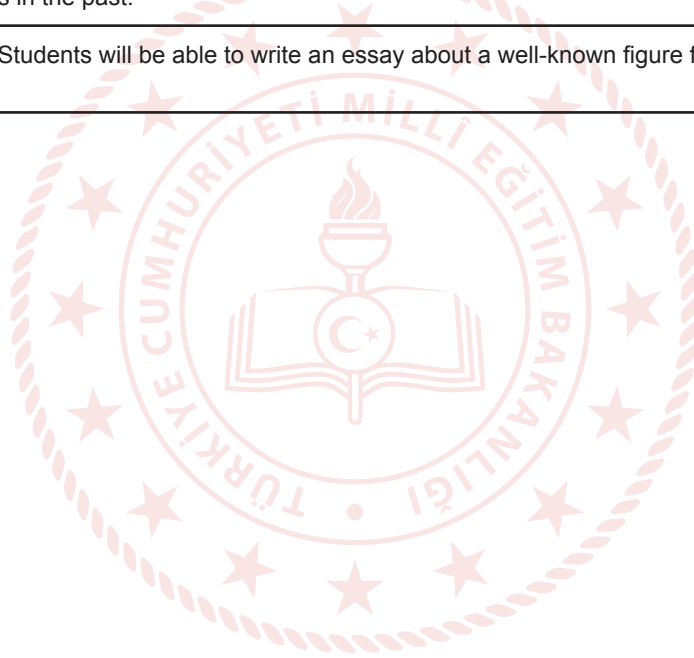 s in the past.
Students will be able to write an essay about a well-known figure f
TÜRKİYE CUMHURİYETİ MİLLÎ EĞİTİM BAKANLIĞI